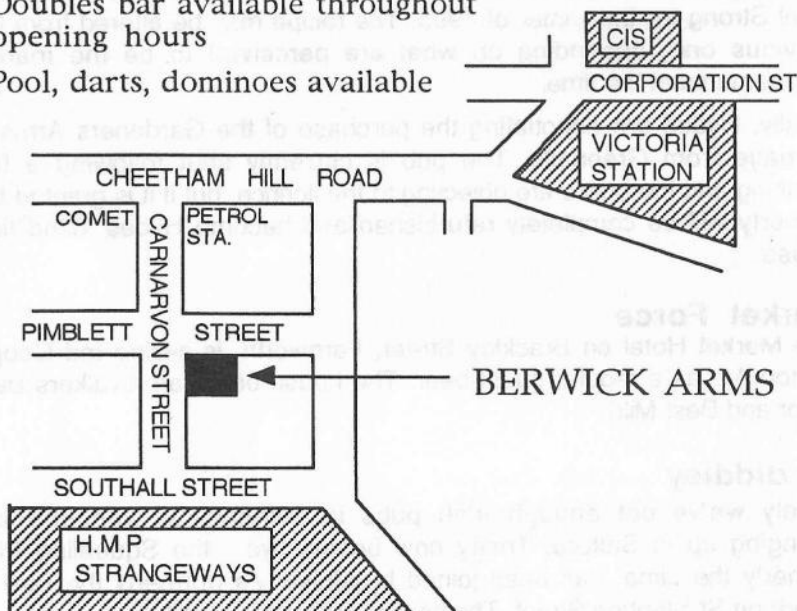 Doubles bar available throughout
opening hours
Pool, darts, dominoes available
CIS
CORPORATION ST
VICTORIA
STATION
CHEETHAM HILL ROAD
COMET
PETROL
STA.
CARNARVON STREET
PIMBLETT STREET
BERWICK ARMS
SOUTHALL STREET
H.M.P.
STRANGEWAYS